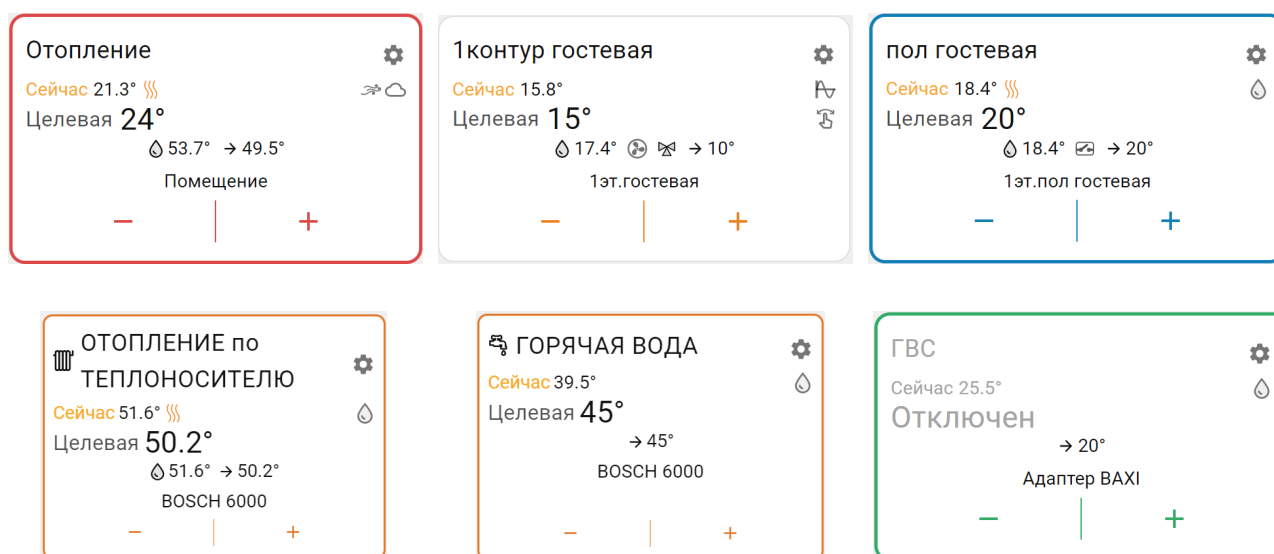 Отопление
Сейчас 21.3°
Целевая 24°
53.7° → 49.5°
Помещение
− +
1контур гостевая
Сейчас 15.8°
Целевая 15°
17.4° → 10°
1эт.гостевая
− +
пол гостевая
Сейчас 18.4°
Целевая 20°
18.4° → 20°
1эт.пол гостевая
− +
ОТОПЛЕНИЕ по
ТЕПЛОНОСИТЕЛЮ
Сейчас 51.6°
Целевая 50.2°
51.6° → 50.2°
BOSCH 6000
− +
ГОРЯЧАЯ ВОДА
Сейчас 39.5°
Целевая 45°
→ 45°
BOSCH 6000
− +
ГВС
Сейчас 25.5°
Отключен
→ 20°
Адаптер BAXI
− +